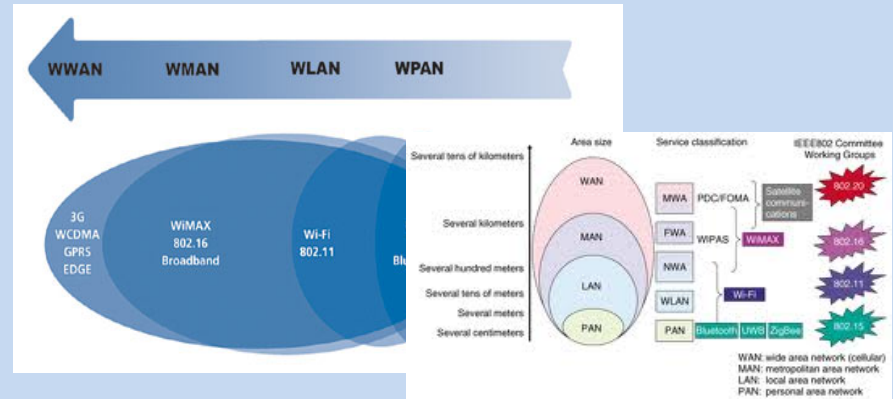 WWAN WMAN WLAN WPAN
3G
WCDMA
GPRS
EDGE
WiMAX
802.16
Broadband
Wi-Fi
802.11
Area size Service classification IEEE802 Committee
Working Groups
Several tens of kilometers
Several kilometers
Several hundred meters
Several tens of meters
Several meters
Several centimeters
WAN
MAN
LAN
PAN
MWA PDC/FOMA
Satellite
communi-
cations
FWA WIPAS WiMAX
NWA
Wi-Fi
WLAN
PAN Bluetooth UWB ZigBee
802.20
802.16
802.11
802.15
WAN: wide area network (cellular)
MAN: metropolitan area network
LAN: local area network
PAN: personal area network